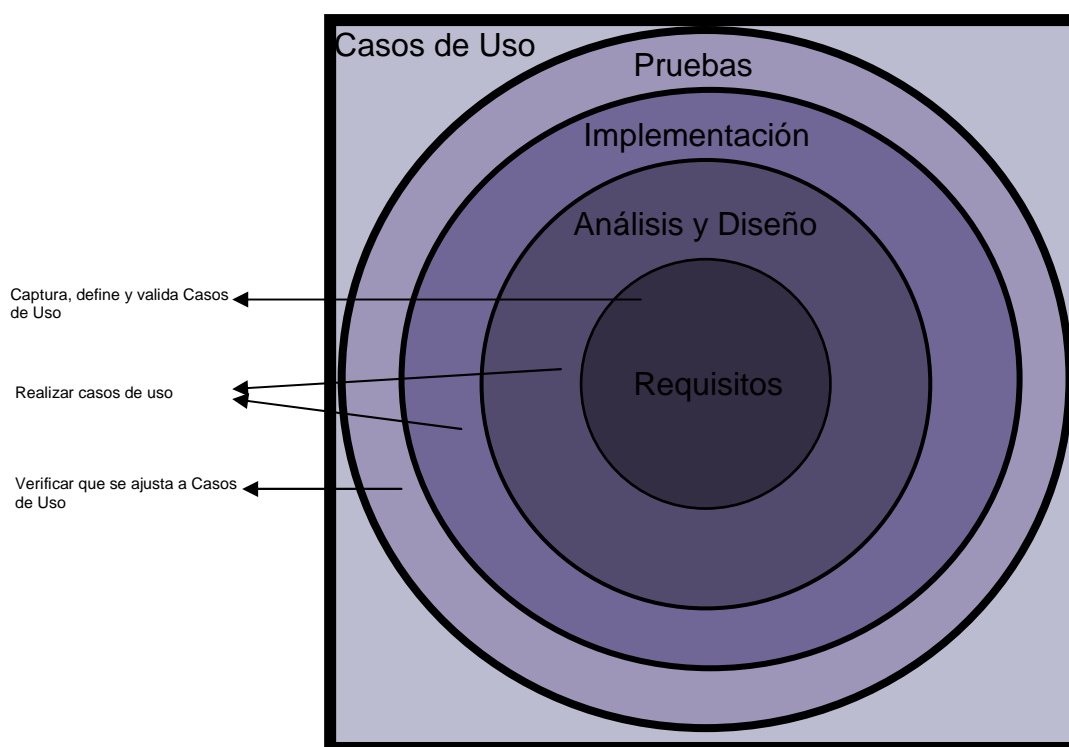 Casos de Uso
Pruebas
Implementación
Análisis y Diseño
Captura, define y valida Casos
de Uso
Requisitos
Realizar casos de uso
Verificar que se ajusta a Casos
de Uso